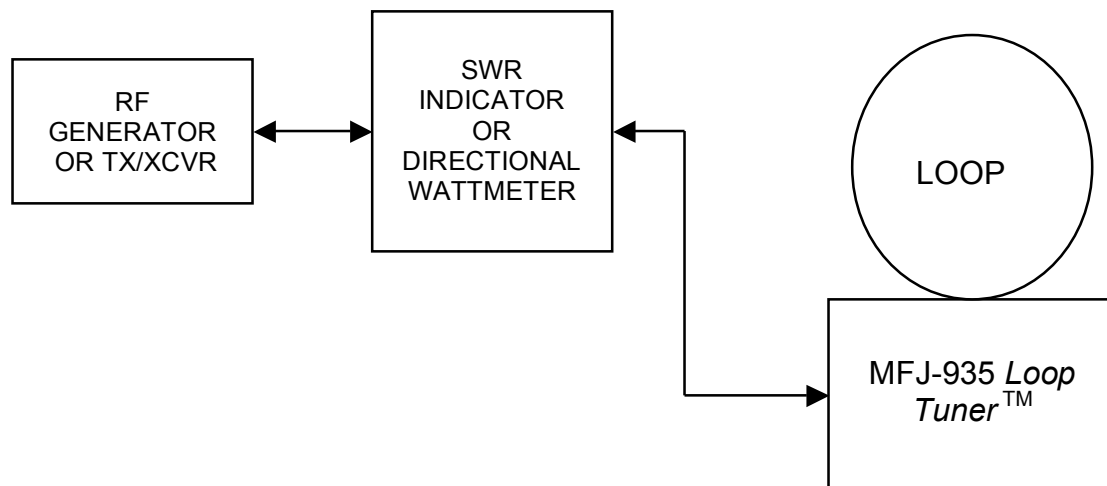 RF
GENERATOR
OR TX/XCVR
SWR
INDICATOR
OR
DIRECTIONAL
WATTMETER
LOOP
MFJ-935 Loop
Tuner™